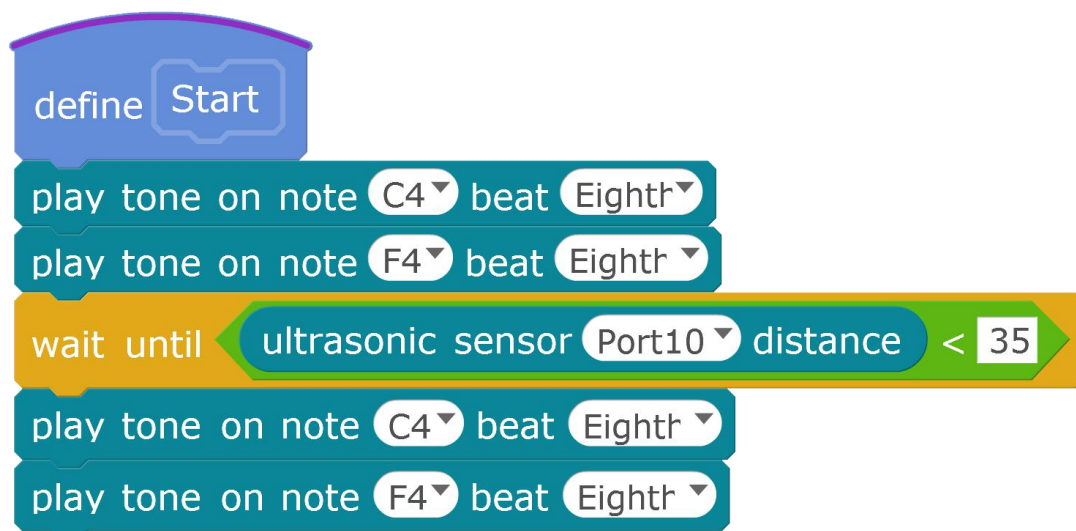 define Start
play tone on note C4 beat Eighth
play tone on note F4 beat Eighth
wait until ultrasonic sensor Port10 distance < 35
play tone on note C4 beat Eighth
play tone on note F4 beat Eighth